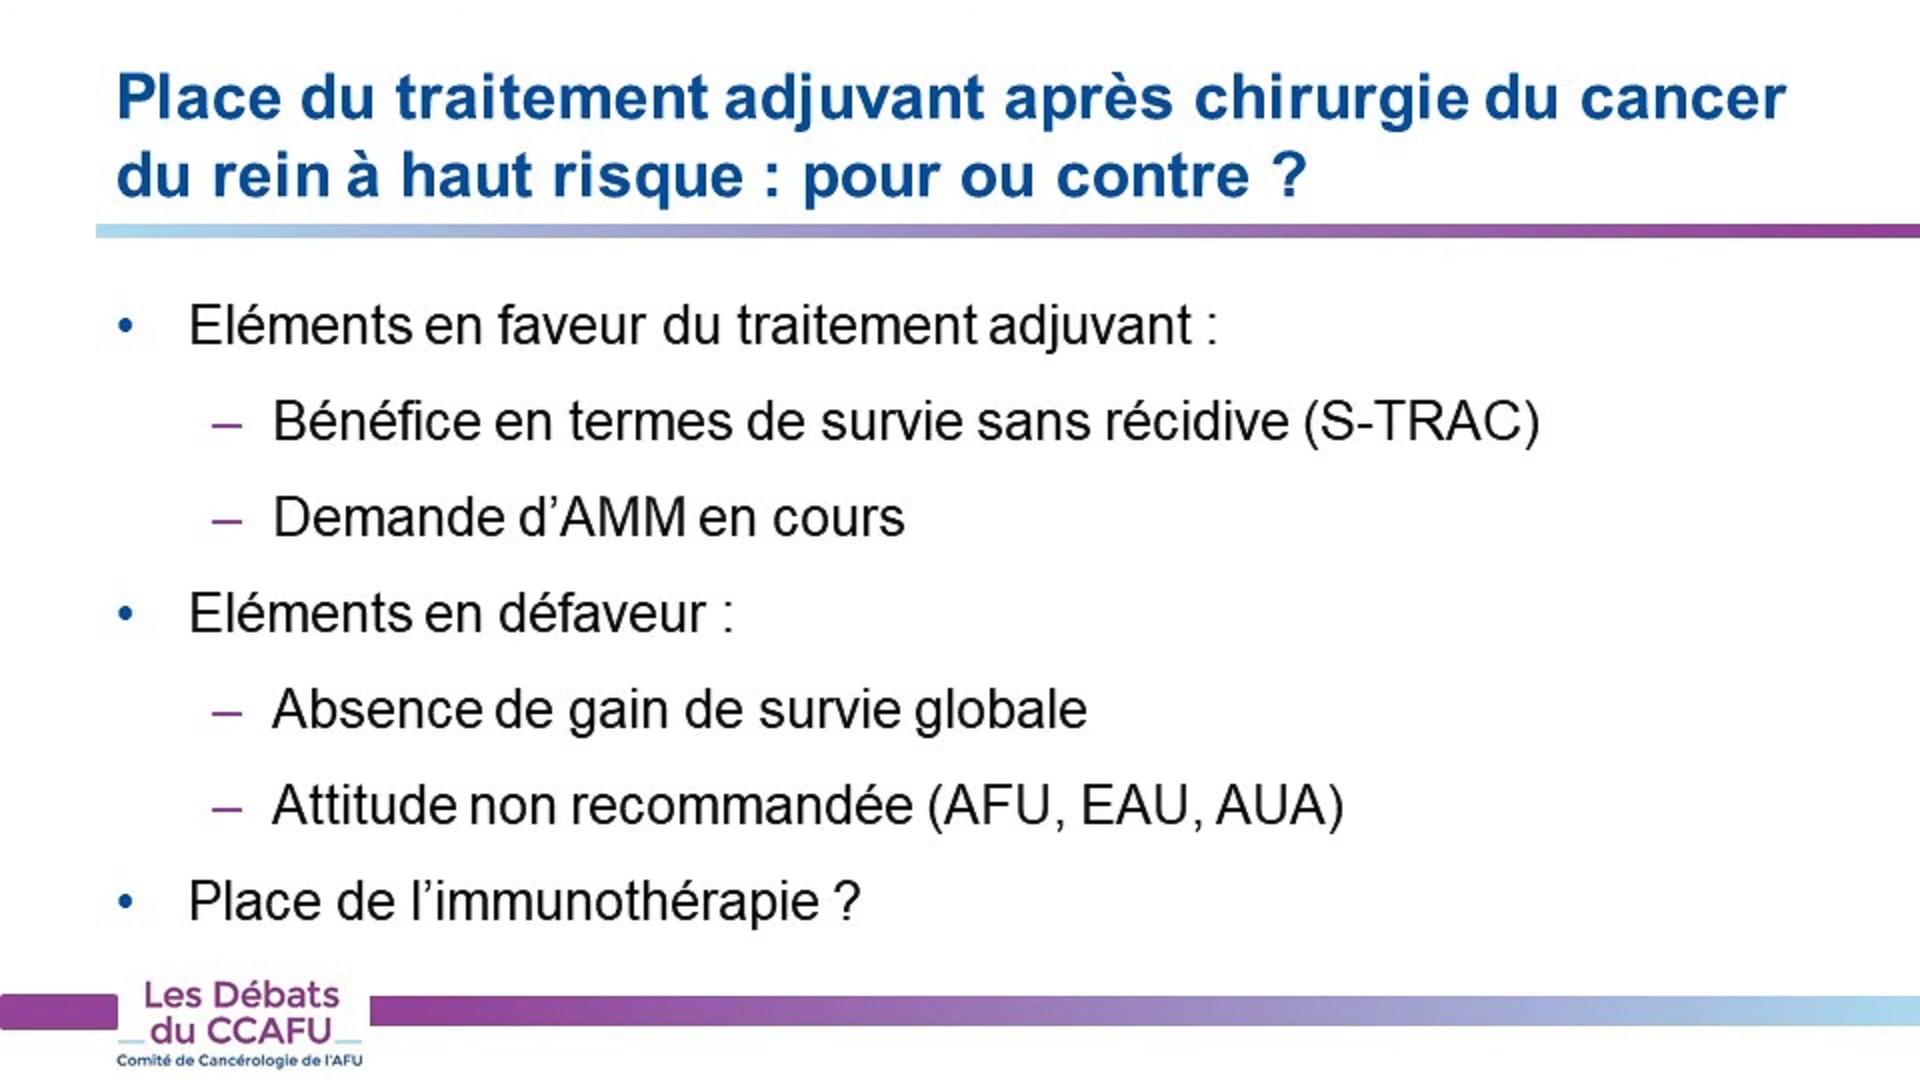 Place du traitement adjuvant après chirurgie du cancer
du rein à haut risque : pour ou contre ?
• Eléments en faveur du traitement adjuvant :
– Bénéfice en termes de survie sans récidive (S-TRAC)
– Demande d’AMM en cours
• Eléments en défaveur :
– Absence de gain de survie globale
– Attitude non recommandée (AFU, EAU, AUA)
• Place de l’immunothérapie ?
Les Débats
du CCAFU
Comité de Cancérologie de l'AFU